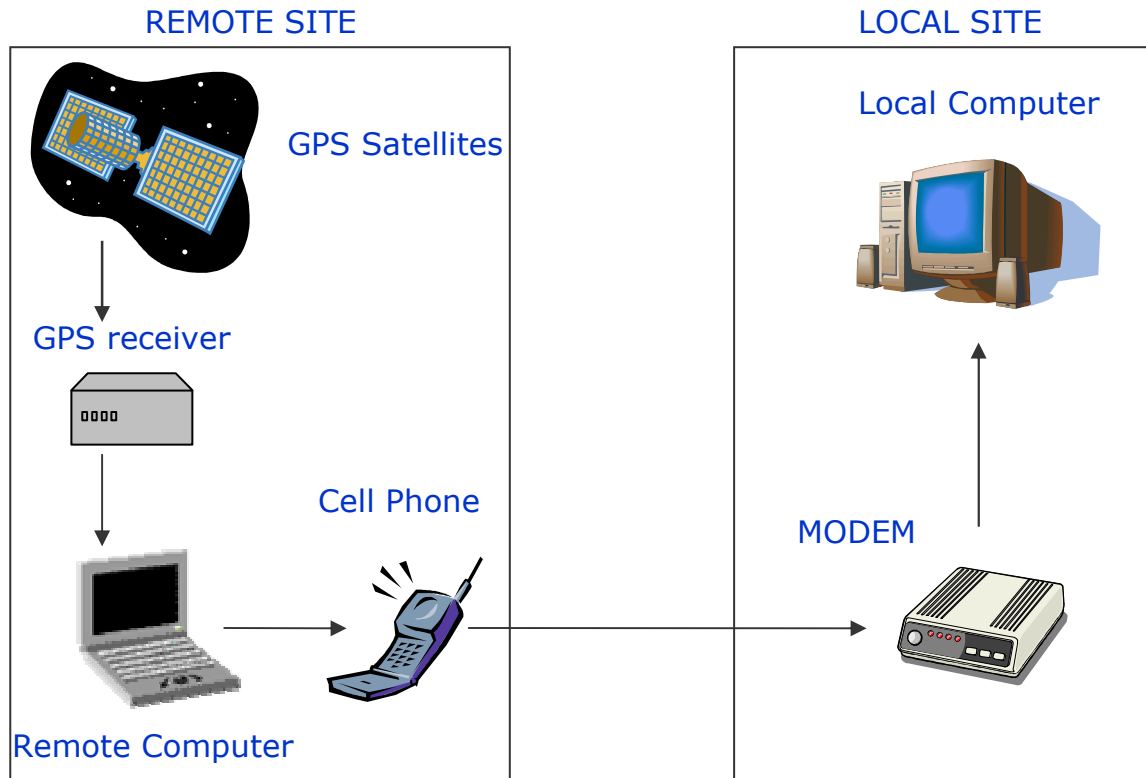 REMOTE SITE
LOCAL SITE
GPS Satellites
Local Computer
GPS receiver
Cell Phone
MODEM
Remote Computer